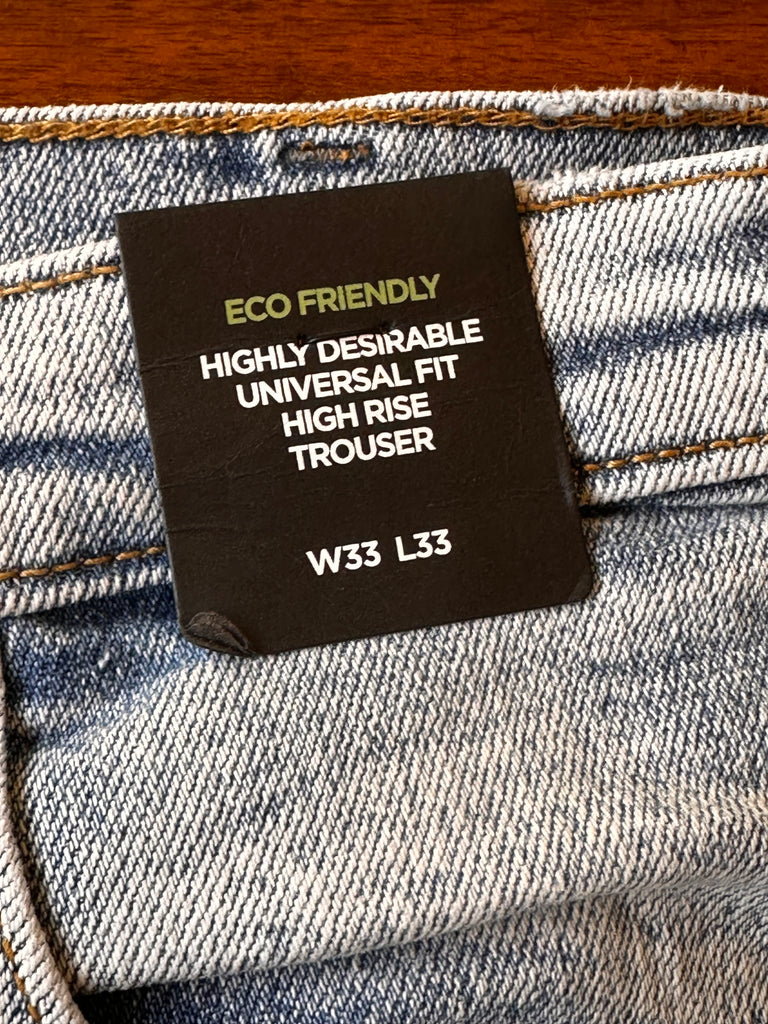 ECO FRIENDLY
HIGHLY DESIRABLE
UNIVERSAL FIT
HIGH RISE
TROUSER
W33 L33